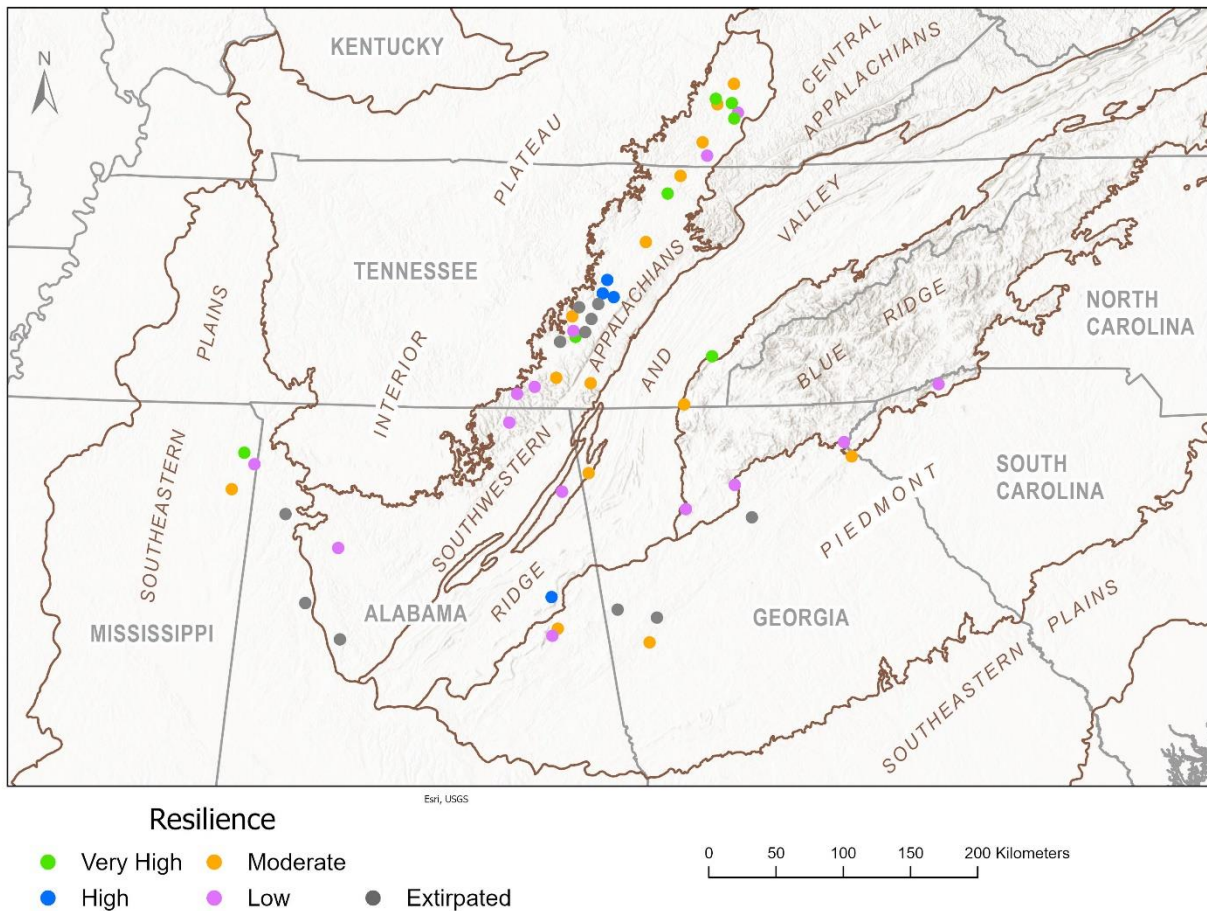 KENTUCKY
N
CENTRAL
APPALACHIANS
PLATEAU
VALLEY
TENNESSEE
APPALACHIANS
PLAINS
RIDGE
NORTH
CAROLINA
BLUE
AND
INTERIOR
SOUTHEASTERN
SOUTHWESTERN
SOUTH
CAROLINA
PIEDMONT
RIDGE
ALABAMA
GEORGIA
MISSISSIPPI
PLAINS
SOUTHEASTERN
Esri, USGS
Resilience
Very High
Moderate
High
Low
Extirpated
0 50 100 150 200 Kilometers